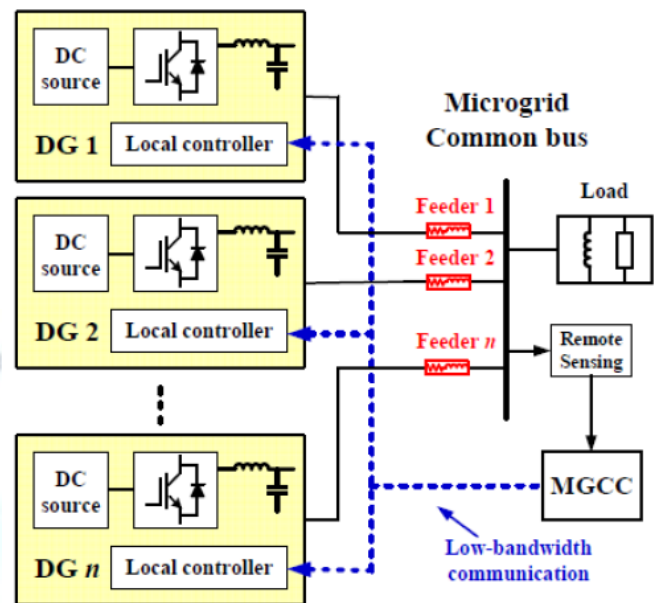 DC
source
DG 1
Local controller
DC
source
DG 2
Local controller
DC
source
DG n
Local controller
Microgrid
Common bus
Feeder 1
Feeder 2
Feeder n
Load
Remote
Sensing
MGCC
Low-bandwidth
communication